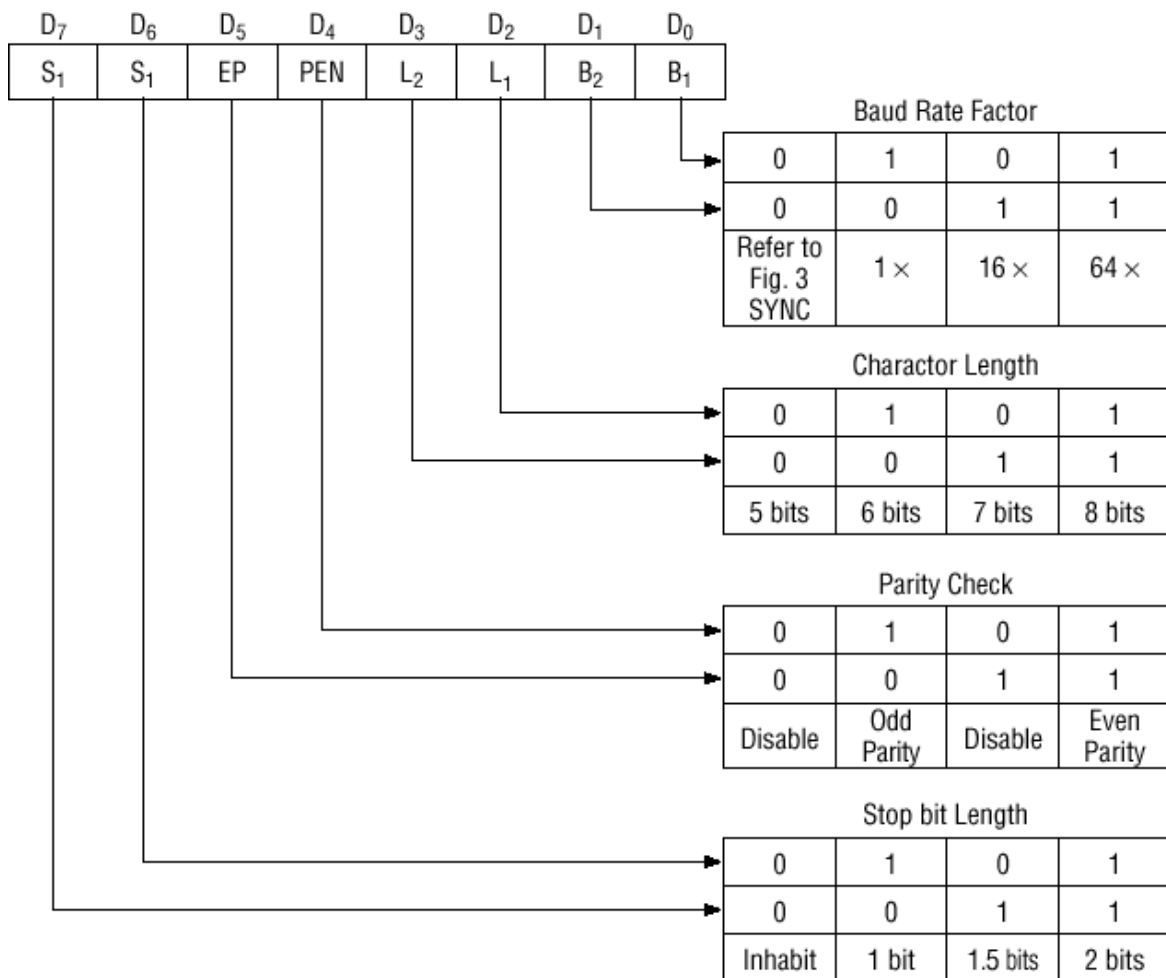 D₇ D₆ D₅ D₄ D₃ D₂ D₁ D₀
S₁ S₁ EP PEN L₂ L₁ B₂ B₁
Baud Rate Factor
0 1 0 1
0 0 1 1
Refer to
Fig. 3
SYNC
1 × 16 × 64 ×
Charactor Length
0 1 0 1
0 0 1 1
5 bits 6 bits 7 bits 8 bits
Parity Check
0 1 0 1
0 0 1 1
Disable Odd Parity Disable Even Parity
Stop bit Length
0 1 0 1
0 0 1 1
Inhabit 1 bit 1.5 bits 2 bits